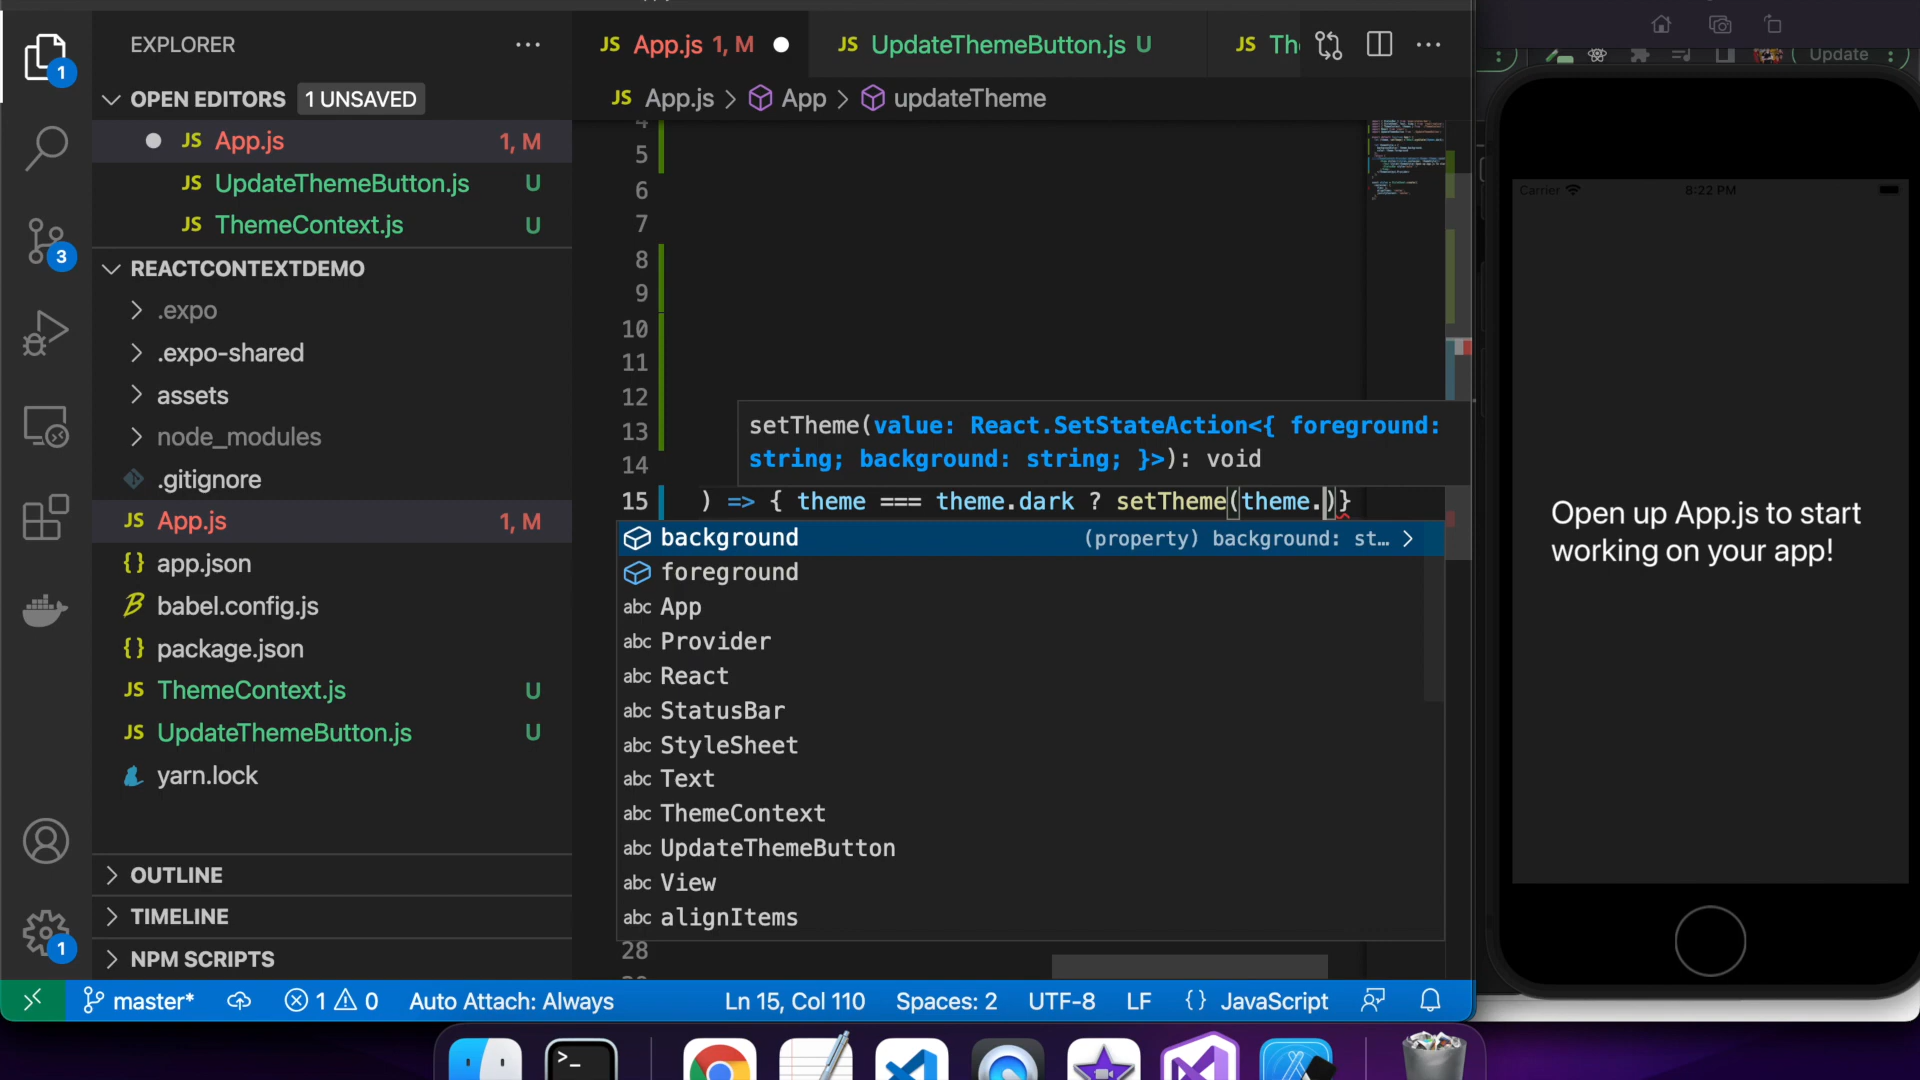 EXPLORER
OPEN EDITORS 1 UNSAVED
App.js 1, M
UpdateThemeButton.js U
ThemeContext.js U
REACTCONTEXTDEMO
.expo
.expo-shared
assets
node_modules
.gitignore
App.js 1, M
app.json
babel.config.js
package.json
ThemeContext.js U
UpdateThemeButton.js U
yarn.lock
OUTLINE
TIMELINE
NPM SCRIPTS
1
3
1
JS App.js 1, M
JS UpdateThemeButton.js U
JS Th
JS App.js > App > updateTheme
4
5
6
7
8
9
10
11
12
13
14
setTheme(value: React.SetStateAction<{ foreground:
string; background: string; }>): void
15 ) => { theme === theme.dark ? setTheme(theme.)}
background (property) background: st…
foreground
abc App
abc Provider
abc React
abc StatusBar
abc StyleSheet
abc Text
abc ThemeContext
abc UpdateThemeButton
abc View
abc alignItems
28
master* 1 0 Auto Attach: Always Ln 15, Col 110 Spaces: 2 UTF-8 LF {} JavaScript
Update
Carrier 8:22 PM
Open up App.js to start
working on your app!